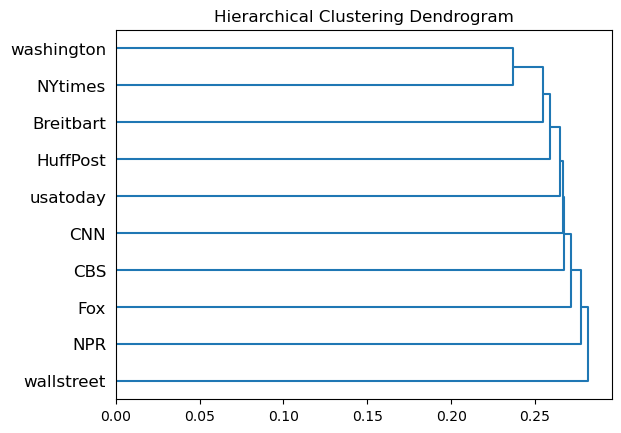 Hierarchical Clustering Dendrogram
washington
NYtimes
Breitbart
HuffPost
usatoday
CNN
CBS
Fox
NPR
wallstreet
0.00 0.05 0.10 0.15 0.20 0.25